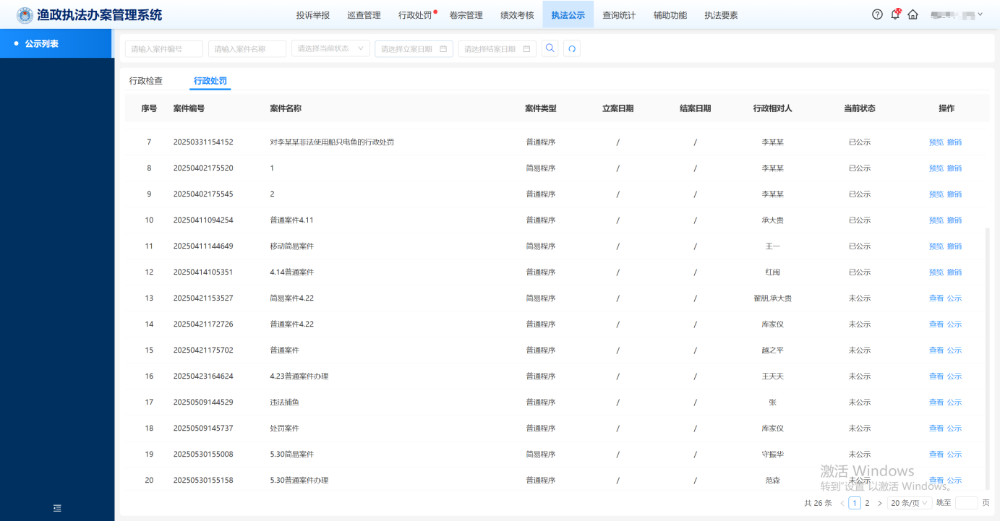 渔政执法办案管理系统 投诉举报 巡查管理 行政处罚 卷宗管理 绩效考核 执法公示 查询统计 辅助功能 执法要素
公示列表
请输入案件编号 请输入案件名称 请选择当前状态 请选择立案日期 请选择结案日期
行政检查 行政处罚
序号 案件编号 案件名称 案件类型 立案日期 结案日期 行政相对人 当前状态 操作
7 20250331154152 对李某某非法使用船只电鱼的行政处罚 普通程序 / / 李某某 已公示 预览 撤销
8 20250402175520 1 简易程序 / / 李某某 已公示 预览 撤销
9 20250402175545 2 普通程序 / / 李某某 已公示 预览 撤销
10 20250411094254 普通案件4.11 普通程序 / / 承大贵 已公示 预览 撤销
11 20250411144649 移动简易案件 简易程序 / / 王一 已公示 预览 撤销
12 20250414105351 4.14普通案件 普通程序 / / 红闽 已公示 预览 撤销
13 20250421153527 简易案件4.22 简易程序 / / 翟朋,承大贵 未公示 查看 公示
14 20250421172726 普通案件4.22 普通程序 / / 库家仪 未公示 查看 公示
15 20250421175702 普通案件 普通程序 / / 越之平 未公示 查看 公示
16 20250423164624 4.23普通案件办理 普通程序 / / 王天天 未公示 查看 公示
17 20250509144529 违法捕鱼 普通程序 / / 张 未公示 查看 公示
18 20250509145737 处罚案件 普通程序 / / 库家仪 未公示 查看 公示
19 20250530155008 5.30简易案件 简易程序 / / 守振华 未公示 查看 公示
20 20250530155158 5.30普通案件办理 普通程序 / / 范森 未公示 查看 公示
激活 Windows
转到"设置"以激活 Windows。
共 26 条 < 1 2 > 20 条/页 跳至 页